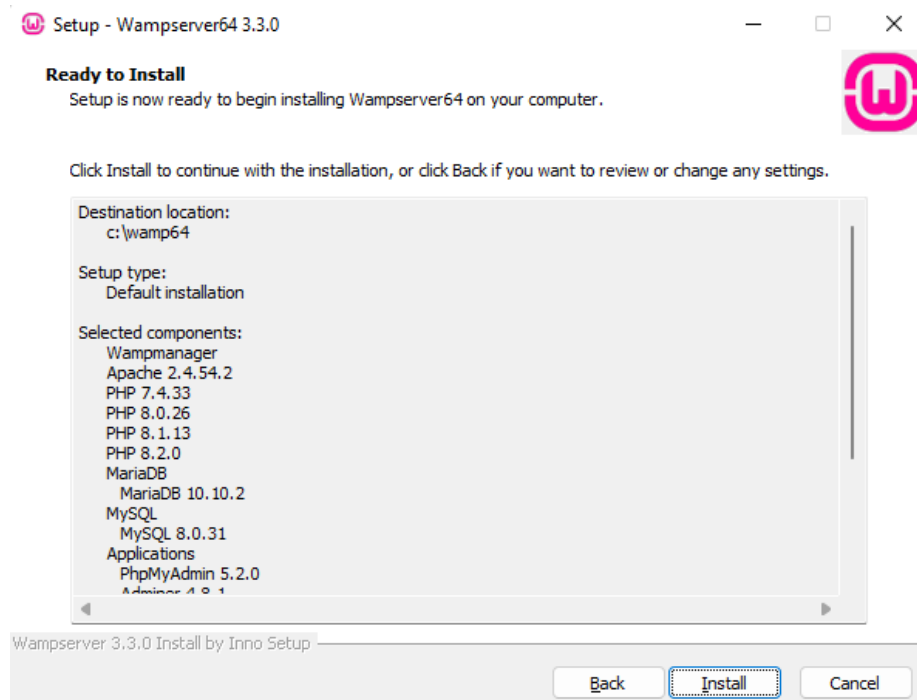 Setup - Wampserver64 3.3.0
Ready to Install
Setup is now ready to begin installing Wampserver64 on your computer.
Click Install to continue with the installation, or click Back if you want to review or change any settings.
Destination location:
c:\wamp64
Setup type:
Default installation
Selected components:
Wampmanager
Apache 2.4.54.2
PHP 7.4.33
PHP 8.0.26
PHP 8.1.13
PHP 8.2.0
MariaDB
MariaDB 10.10.2
MySQL
MySQL 8.0.31
Applications
PhpMyAdmin 5.2.0
Adminer 4.8.1
Wampserver 3.3.0 Install by Inno Setup
Back Install Cancel